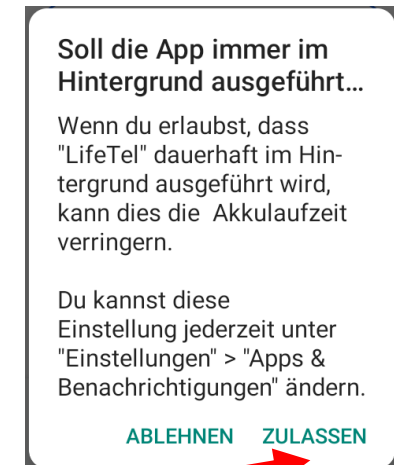 Soll die App immer im
Hintergrund ausgeführt...
Wenn du erlaubst, dass
"LifeTel" dauerhaft im Hin-
tergrund ausgeführt wird,
kann dies die  Akkulaufzeit
verringern.
Du kannst diese
Einstellung jederzeit unter
"Einstellungen" > "Apps &
Benachrichtigungen" ändern.
ABLEHNEN ZULASSEN